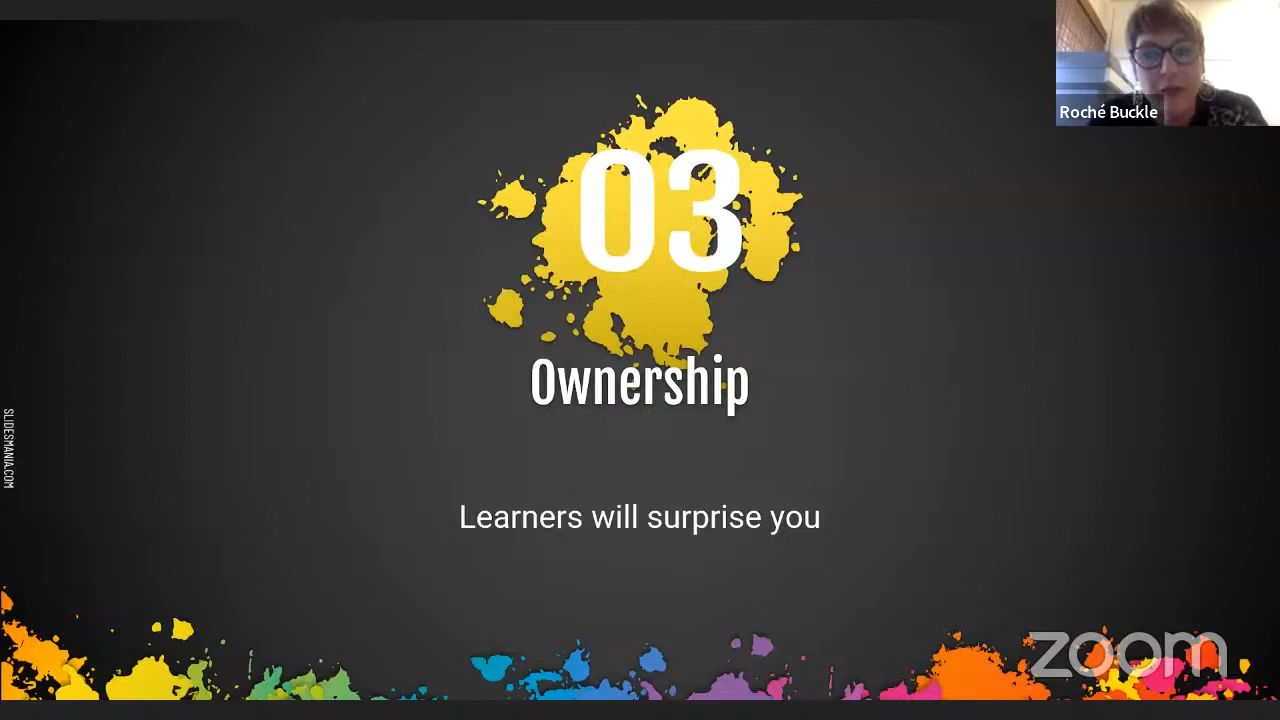 Roché Buckle
03
Ownership
SLIDESMANIA.COM
Learners will surprise you
zoom